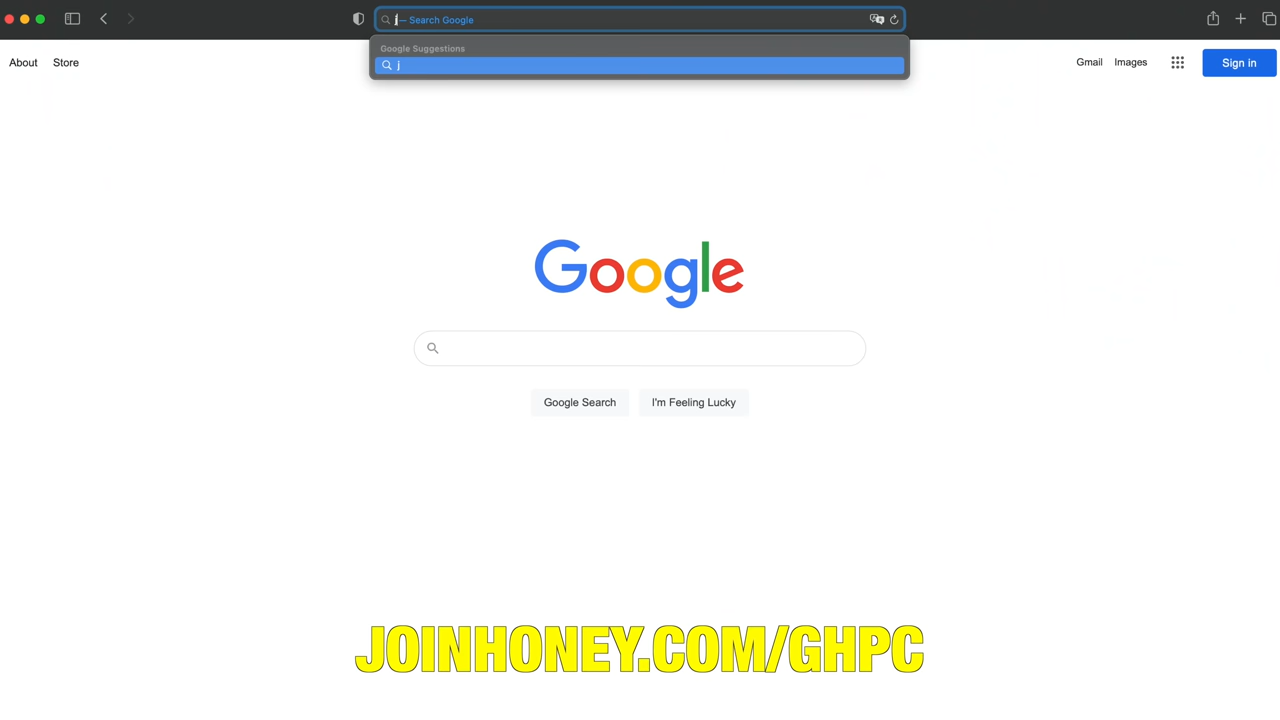 j — Search Google
Google Suggestions
j
About Store
Gmail Images Sign in
Google
Google Search I'm Feeling Lucky
JOINHONEY.COM/GHPC